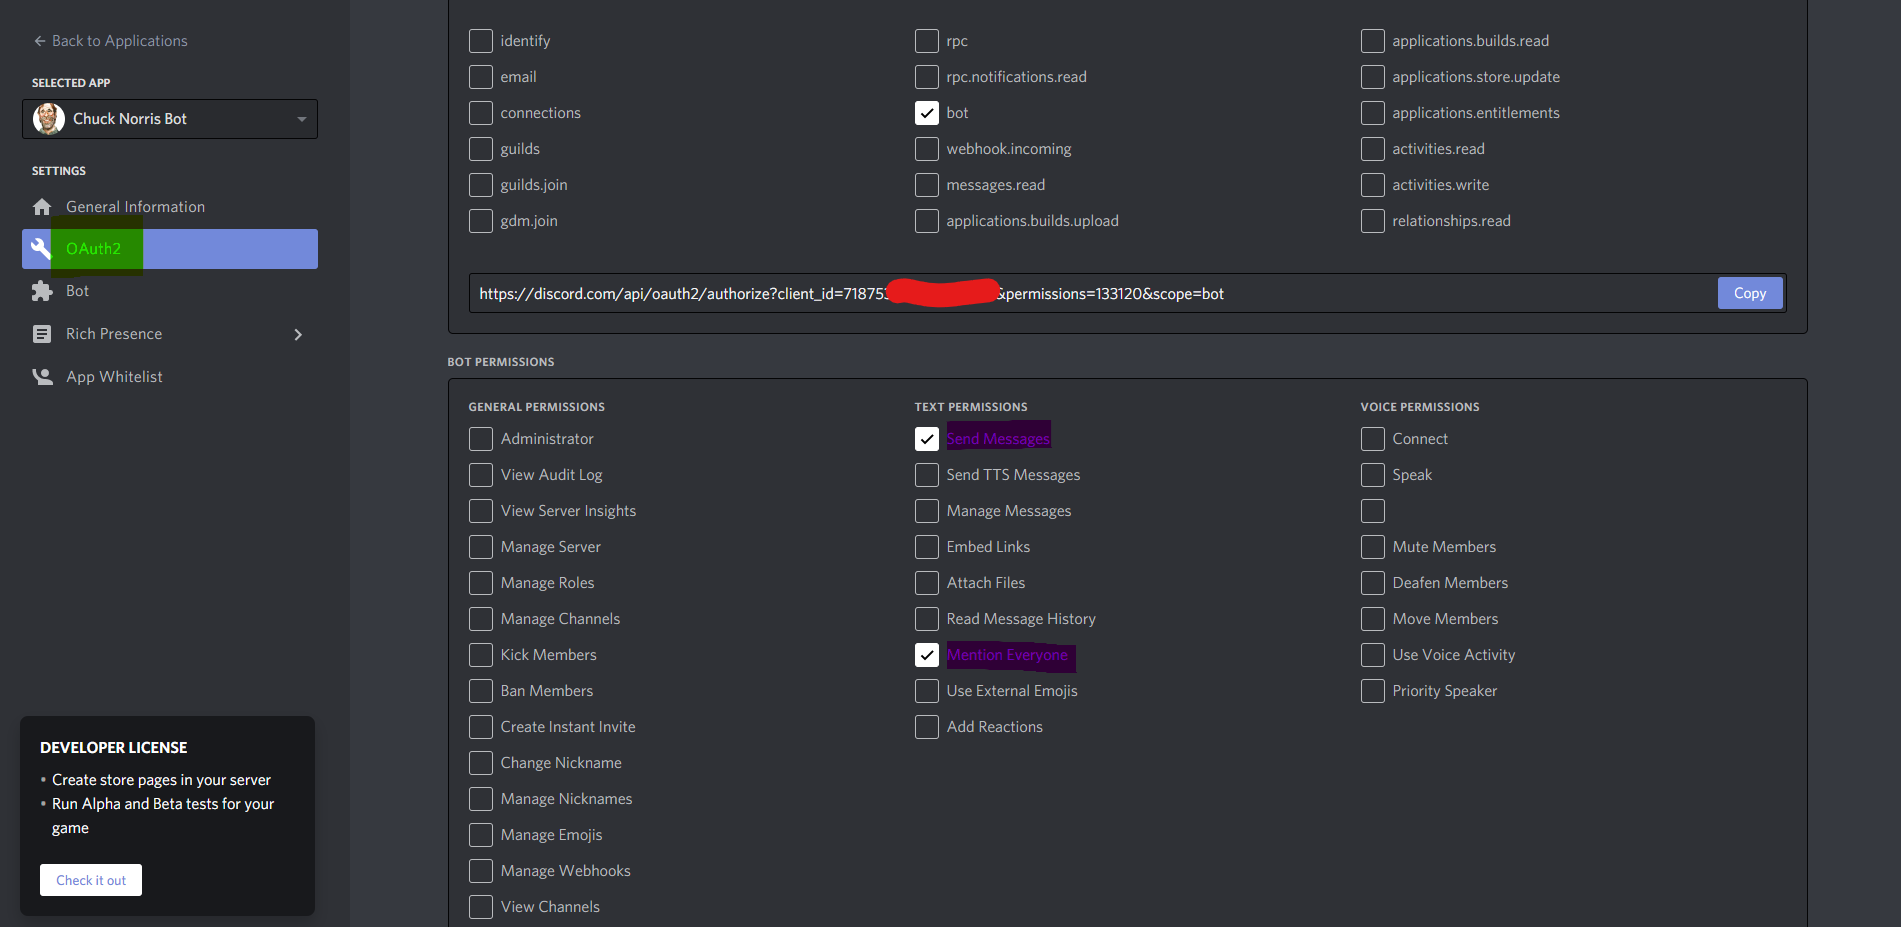 Back to Applications
SELECTED APP
Chuck Norris Bot
SETTINGS
General Information
OAuth2
Bot
Rich Presence
App Whitelist
DEVELOPER LICENSE
• Create store pages in your server
• Run Alpha and Beta tests for your
game
Check it out
identify
email
connections
guilds
guilds.join
gdm.join
rpc
rpc.notifications.read
bot
webhook.incoming
messages.read
applications.builds.upload
applications.builds.read
applications.store.update
applications.entitlements
activities.read
activities.write
relationships.read
https://discord.com/api/oauth2/authorize?client_id=71875 &permissions=133120&scope=bot
Copy
BOT PERMISSIONS
GENERAL PERMISSIONS
Administrator
View Audit Log
View Server Insights
Manage Server
Manage Roles
Manage Channels
Kick Members
Ban Members
Create Instant Invite
Change Nickname
Manage Nicknames
Manage Emojis
Manage Webhooks
View Channels
TEXT PERMISSIONS
Send Messages
Send TTS Messages
Manage Messages
Embed Links
Attach Files
Read Message History
Mention Everyone
Use External Emojis
Add Reactions
VOICE PERMISSIONS
Connect
Speak
Mute Members
Deafen Members
Move Members
Use Voice Activity
Priority Speaker